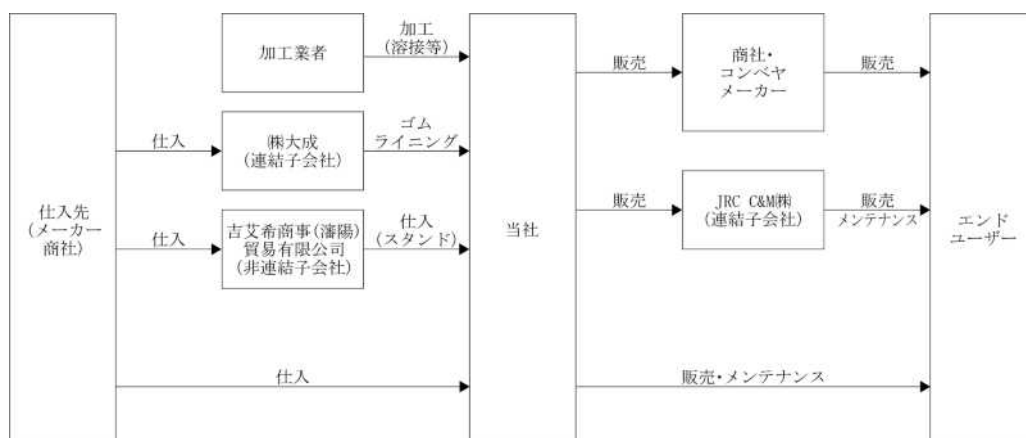 加工業者
加工
(溶接等)
仕入
㈱大成
(連結子会社)
ゴム
ライニング
仕入先
(メーカー
商社)
仕入
吉艾希商事(瀋陽)
貿易有限公司
(非連結子会社)
仕入
(スタンド)
仕入
当社
販売
商社・
コンベヤ
メーカー
販売
販売
JRC C&M㈱
(連結子会社)
販売
メンテナンス
販売・メンテナンス
エンド
ユーザー